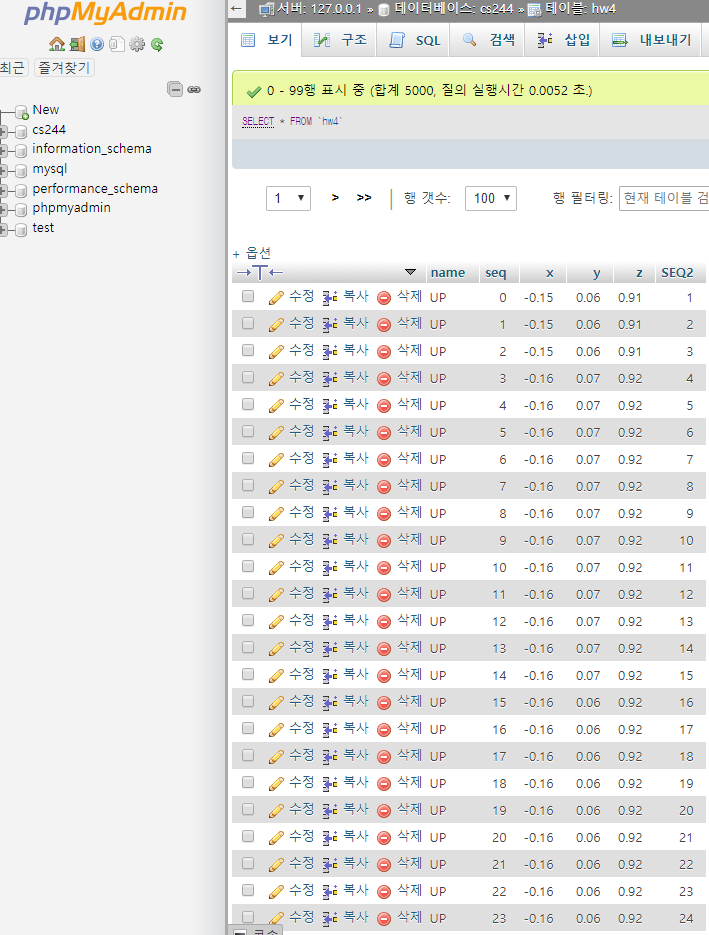 phpMyAdmin
최근 즐겨찾기
New
cs244
information_schema
mysql
performance_schema
phpmyadmin
test
서버: 127.0.0.1 » 데이터베이스: cs244 » 테이블: hw4
보기 구조 SQL 검색 삽입 내보내기
0 - 99행 표시 중 (합계 5000, 질의 실행시간 0.0052 초.)
SELECT * FROM `hw4`
1 > >> 행 갯수: 100 행 필터링: 현재 테이블 검
+ 옵션
name seq x y z SEQ2
수정 복사 삭제 UP 0 -0.15 0.06 0.91 1
수정 복사 삭제 UP 1 -0.15 0.06 0.91 2
수정 복사 삭제 UP 2 -0.15 0.06 0.91 3
수정 복사 삭제 UP 3 -0.16 0.07 0.92 4
수정 복사 삭제 UP 4 -0.16 0.07 0.92 5
수정 복사 삭제 UP 5 -0.16 0.07 0.92 6
수정 복사 삭제 UP 6 -0.16 0.07 0.92 7
수정 복사 삭제 UP 7 -0.16 0.07 0.92 8
수정 복사 삭제 UP 8 -0.16 0.07 0.92 9
수정 복사 삭제 UP 9 -0.16 0.07 0.92 10
수정 복사 삭제 UP 10 -0.16 0.07 0.92 11
수정 복사 삭제 UP 11 -0.16 0.07 0.92 12
수정 복사 삭제 UP 12 -0.16 0.07 0.92 13
수정 복사 삭제 UP 13 -0.16 0.07 0.92 14
수정 복사 삭제 UP 14 -0.16 0.07 0.92 15
수정 복사 삭제 UP 15 -0.16 0.06 0.92 16
수정 복사 삭제 UP 16 -0.16 0.06 0.92 17
수정 복사 삭제 UP 17 -0.16 0.06 0.92 18
수정 복사 삭제 UP 18 -0.16 0.06 0.92 19
수정 복사 삭제 UP 19 -0.16 0.06 0.92 20
수정 복사 삭제 UP 20 -0.16 0.06 0.92 21
수정 복사 삭제 UP 21 -0.16 0.06 0.92 22
수정 복사 삭제 UP 22 -0.16 0.06 0.92 23
수정 복사 삭제 UP 23 -0.16 0.06 0.92 24